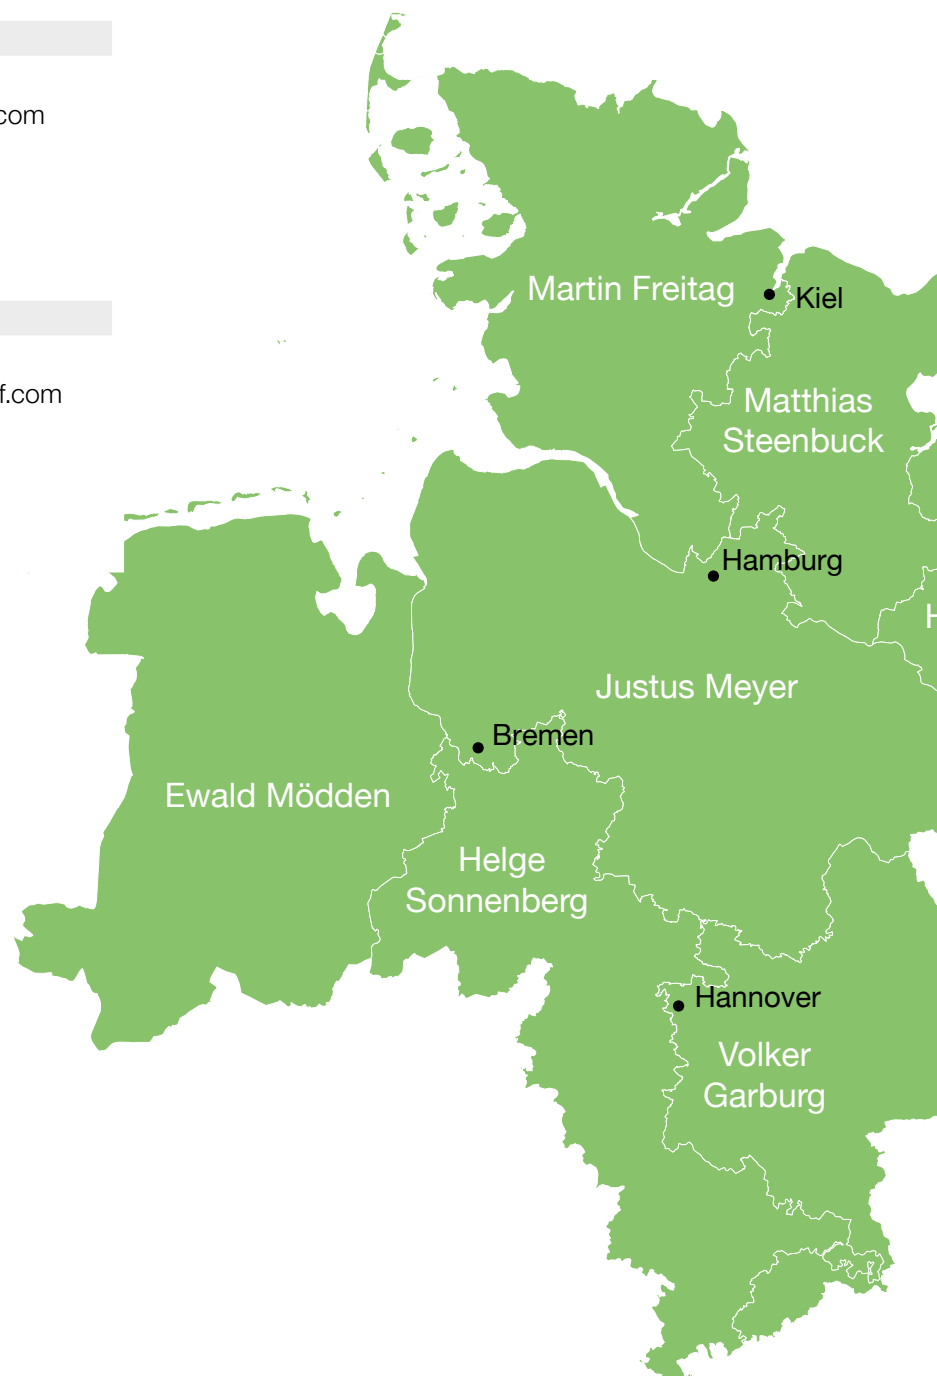 .com
f.com
Martin Freitag
Kiel
Matthias
Steenbuck
Hamburg
H
Justus Meyer
Bremen
Ewald Mödden
Helge
Sonnenberg
Hannover
Volker
Garburg